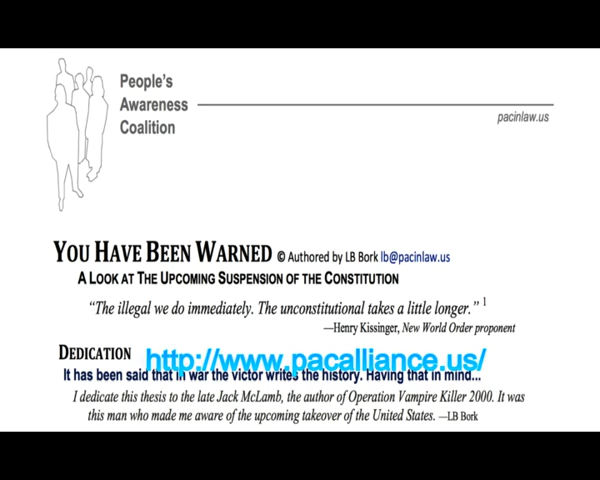 People's
Awareness
Coalition
pacinlaw.us
YOU HAVE BEEN WARNED © Authored by LB Bork lb@pacinlaw.us
A LOOK AT THE UPCOMING SUSPENSION OF THE CONSTITUTION
“The illegal we do immediately. The unconstitutional takes a little longer.” 1
—Henry Kissinger, New World Order proponent
DEDICATION
http://www.pacalliance.us/
It has been said that in war the victor writes the history. Having that in mind...
I dedicate this thesis to the late Jack McLamb, the author of Operation Vampire Killer 2000. It was
this man who made me aware of the upcoming takeover of the United States. —LB Bork